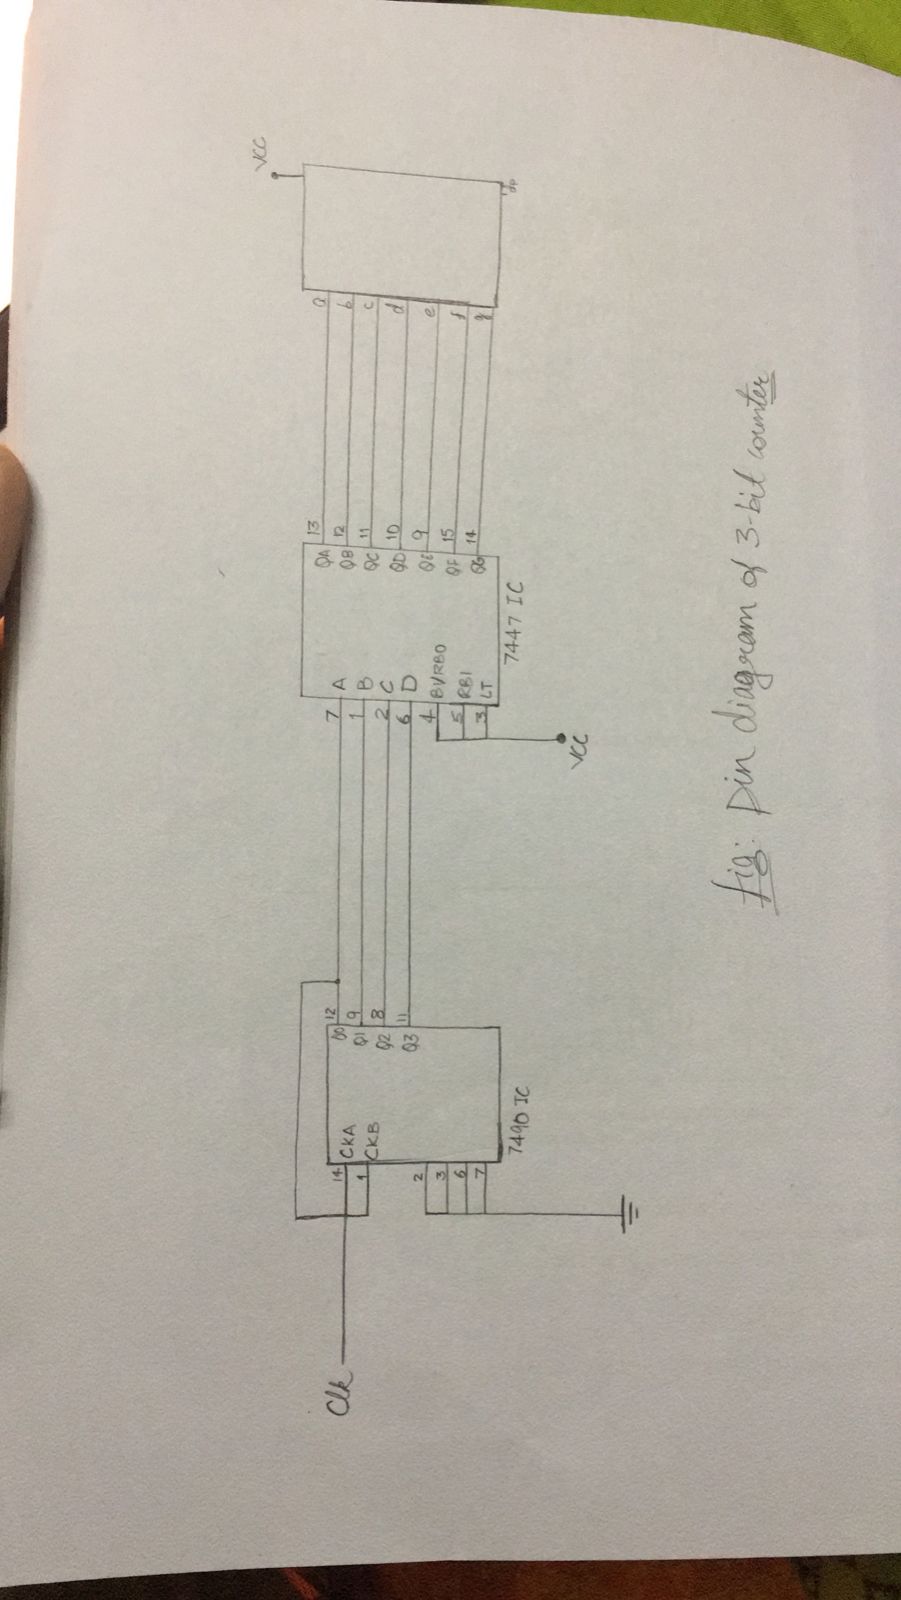 VCC
Clk
14 CKA
1 CKB
2
3
6
7
Q0 12
Q1 9
Q2 8
Q3 11
7490 IC
7 A
1 B
2 C
6 D
4 BI/RBO
5 RBI
3 LT
VCC
QA 13
QB 12
QC 11
QD 10
QE 9
QF 15
QG 14
7447 IC
a
b
c
d
e
f
g
dp
fig: Pin diagram of 3-bit counter